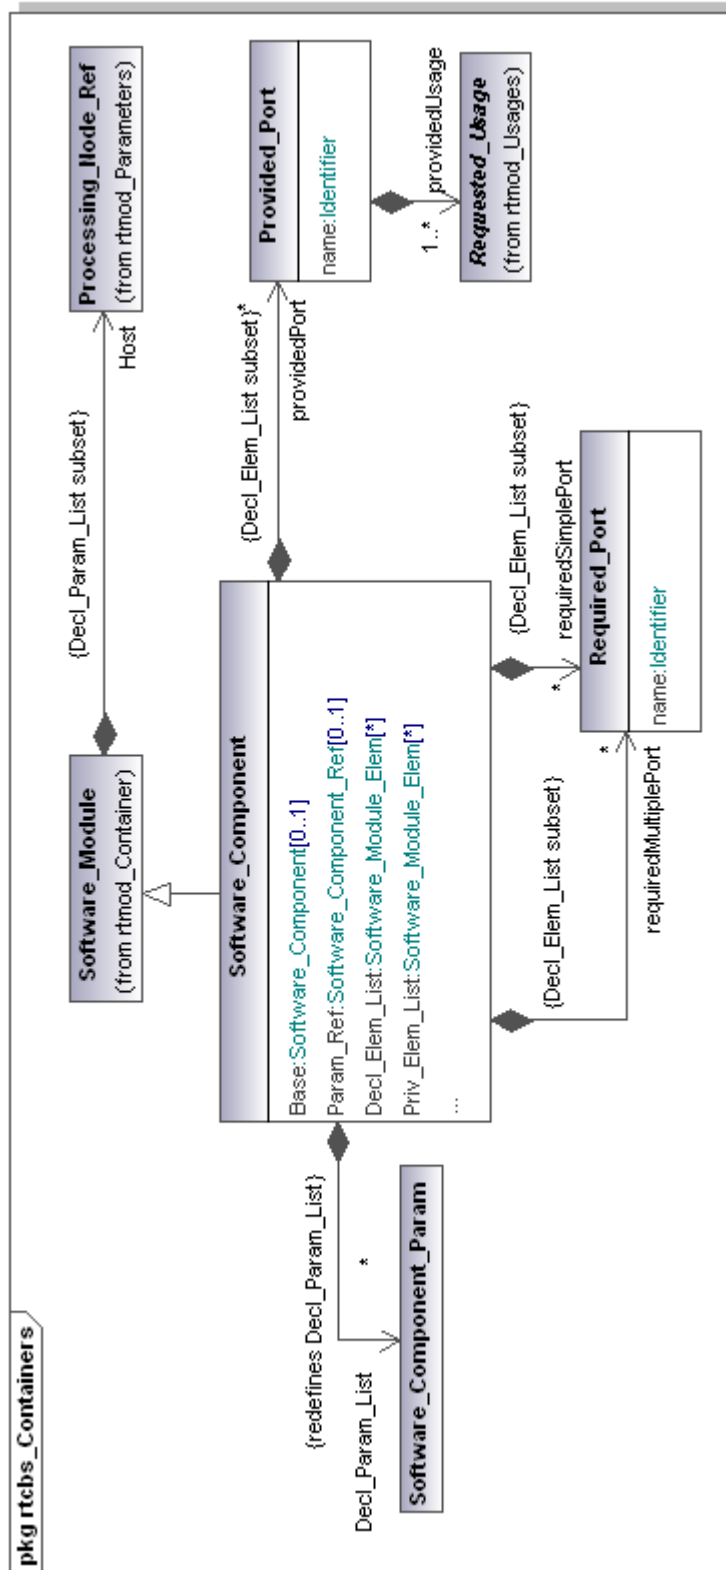 pkg rtcbs_Containers
Software_Module
(from rtmod_Container)
{Decl_Param_List subset}
Host
Processing_Node_Ref
(from rtmod_Parameters)
{redefines Decl_Param_List}
Decl_Param_List
*
Software_Component_Param
Software_Component
Base:Software_Component[0..1]
Param_Ref:Software_Component_Ref[0..1]
Decl_Elem_List:Software_Module_Elem[*]
Priv_Elem_List:Software_Module_Elem[*]
...
{Decl_Elem_List subset}*
providedPort
Provided_Port
name:Identifier
providedUsage
1..*
Requested_Usage
(from rtmod_Usages)
{Decl_Elem_List subset}
requiredMultiplePort
*
{Decl_Elem_List subset}
requiredSimplePort
*
Required_Port
name:Identifier